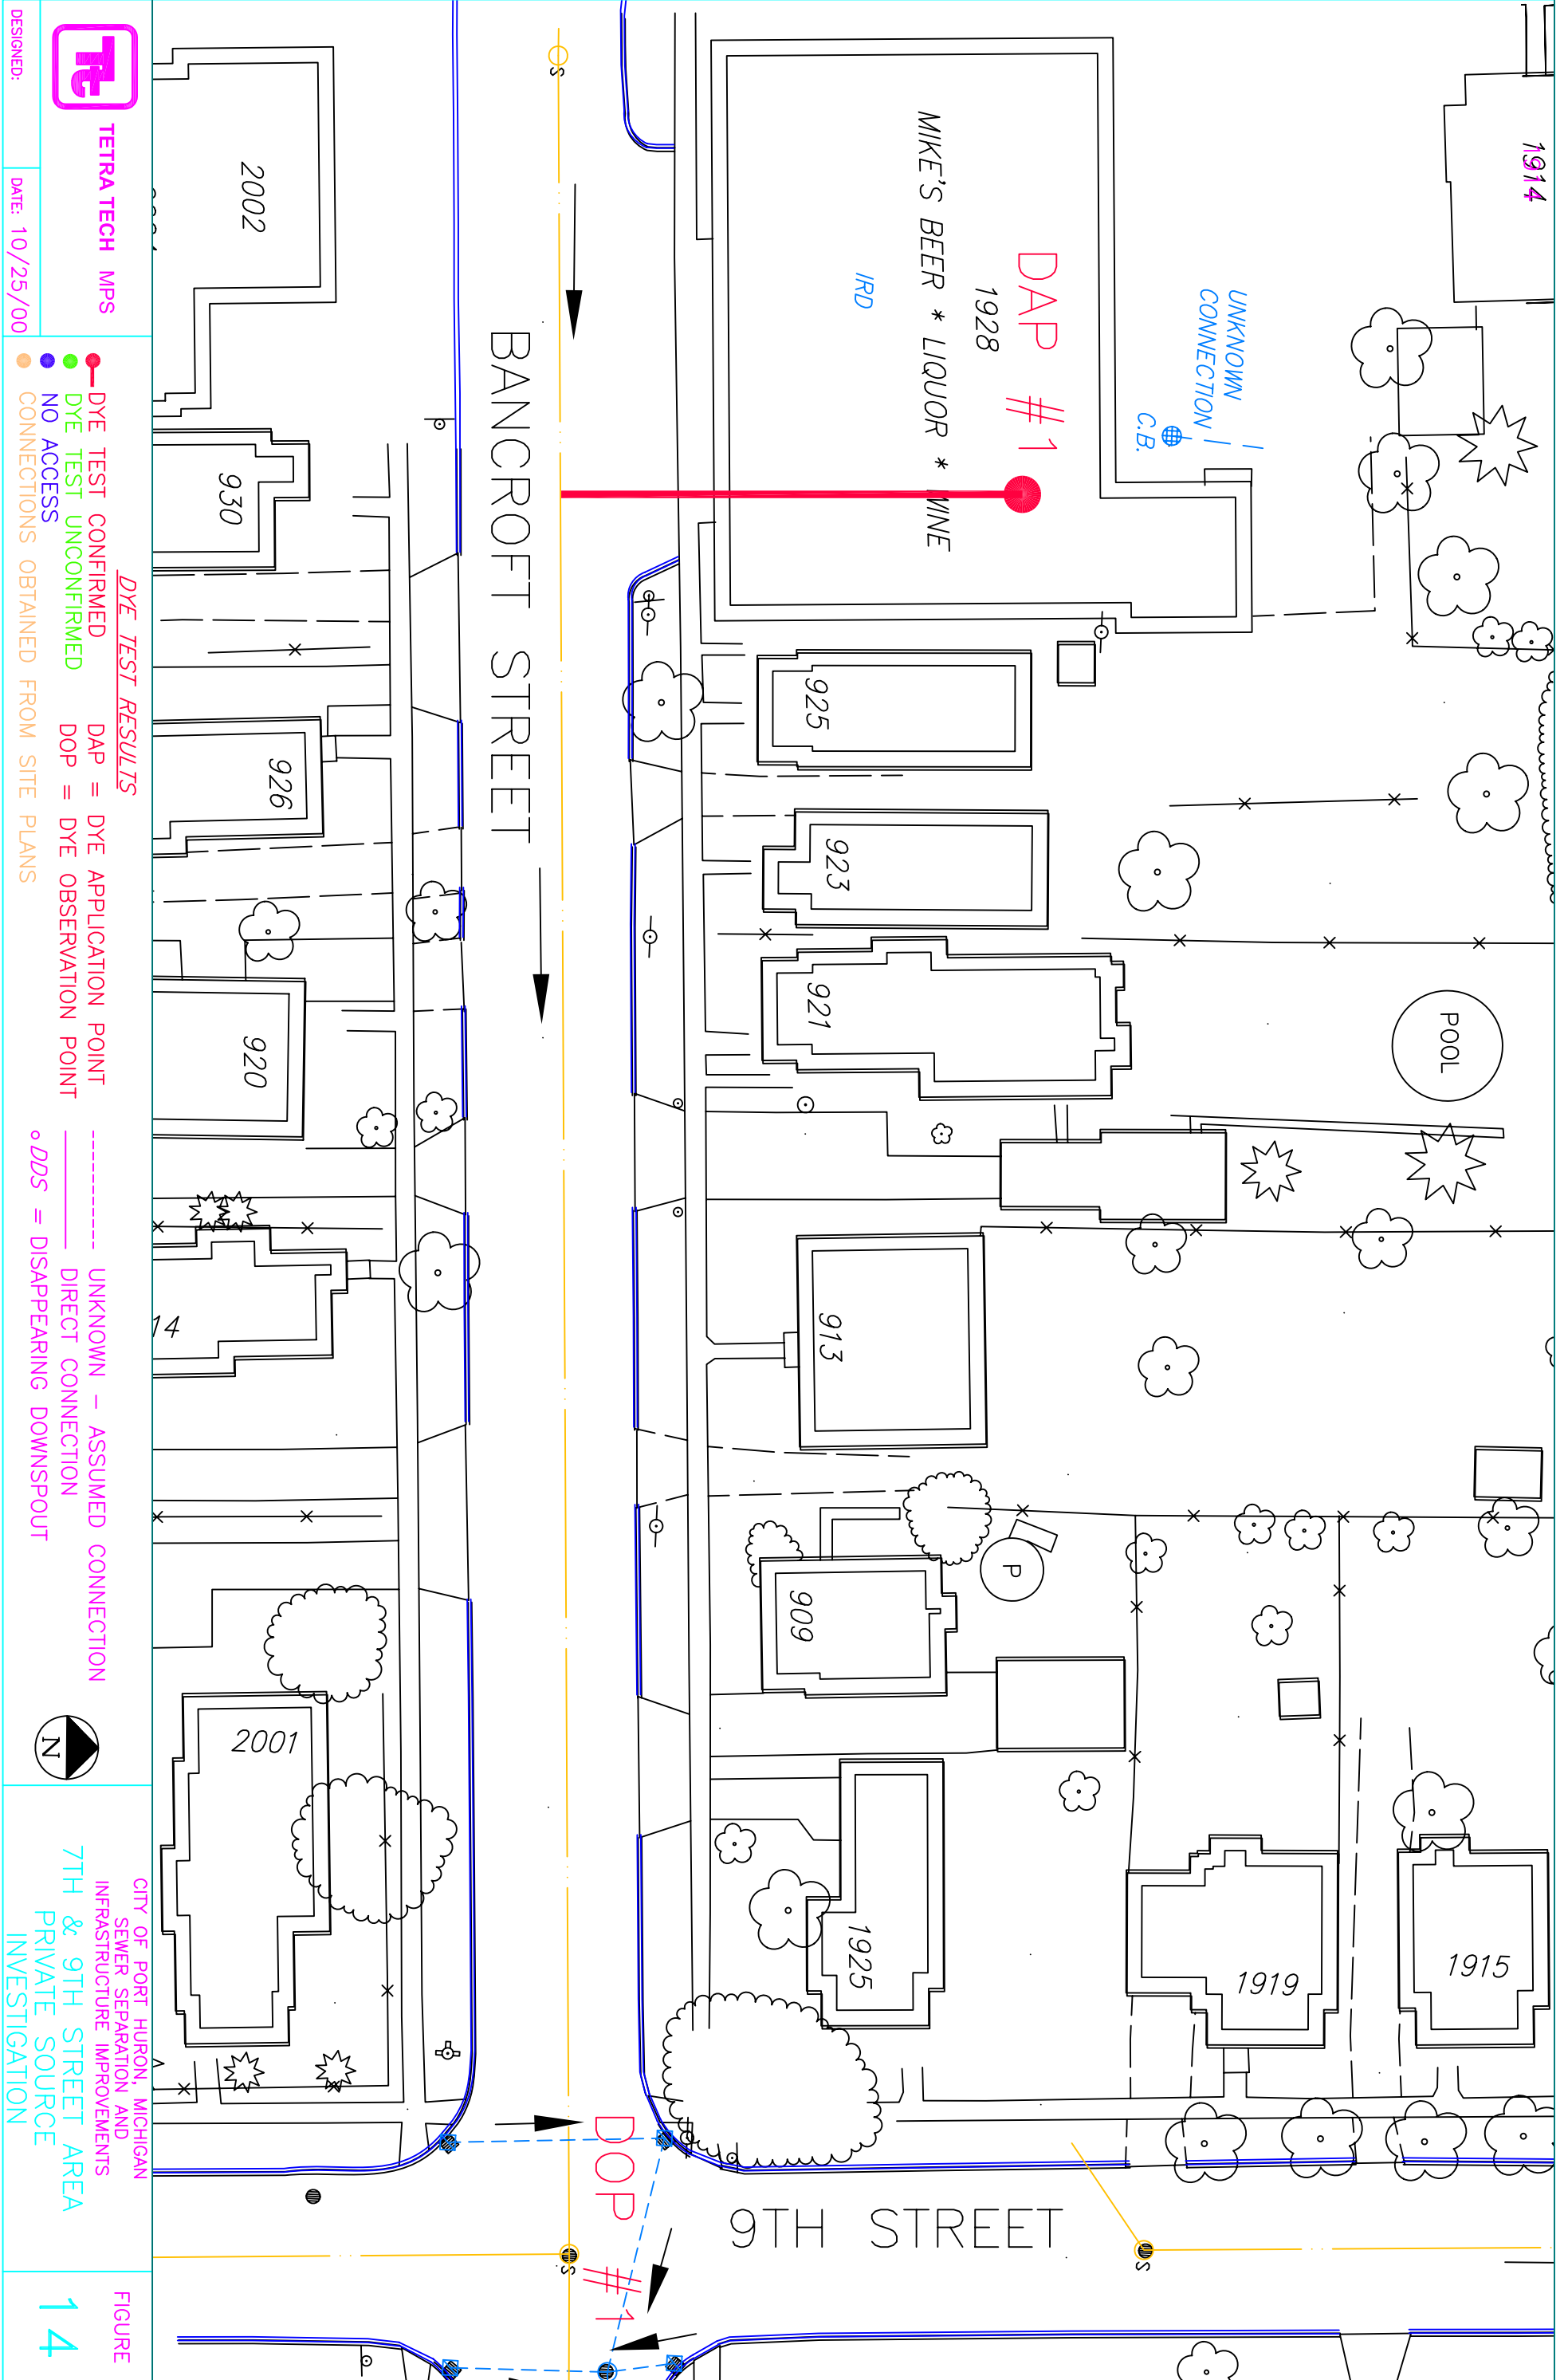 1914
UNKNOWN
CONNECTION
C.B.
DAP #1
1928
MIKE'S BEER * LIQUOR * WINE
IRD
S
BANCROFT STREET
2002
930
926
920
14
2001
925
923
921
913
909
1925
1919
1915
POOL
P
9TH STREET
DOP #1
S
S
TETRA TECH MPS
DESIGNED:
DATE: 10/25/00
DYE TEST RESULTS
DYE TEST CONFIRMED
DYE TEST UNCONFIRMED
NO ACCESS
CONNECTIONS OBTAINED FROM SITE PLANS
DAP = DYE APPLICATION POINT
DOP = DYE OBSERVATION POINT
UNKNOWN - ASSUMED CONNECTION
DIRECT CONNECTION
DDS = DISAPPEARING DOWNSPOUT
N
CITY OF PORT HURON, MICHIGAN
SEWER SEPARATION AND
INFRASTRUCTURE IMPROVEMENTS
7TH & 9TH STREET AREA
PRIVATE SOURCE
INVESTIGATION
FIGURE
14